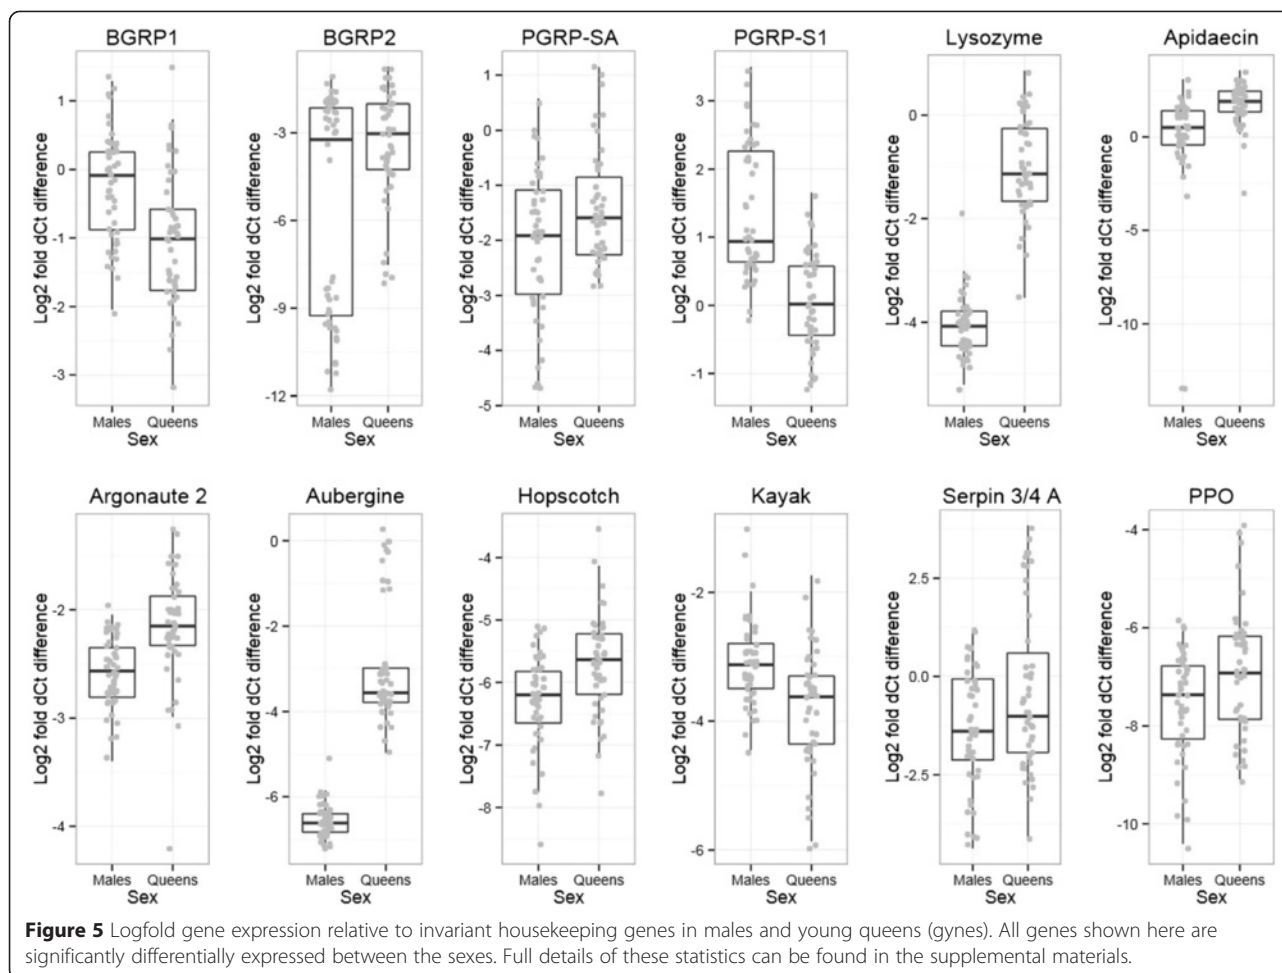 BGRP1 BGRP2 PGRP-SA PGRP-S1 Lysozyme Apidaecin
Log2 fold dCt difference
1
0
-1
-2
-3
Males Queens
Sex
Log2 fold dCt difference
-3
-6
-9
-12
Males Queens
Sex
Log2 fold dCt difference
1
0
-1
-2
-3
-4
-5
Males Queens
Sex
Log2 fold dCt difference
3
2
1
0
-1
Males Queens
Sex
Log2 fold dCt difference
0
-2
-4
Males Queens
Sex
Log2 fold dCt difference
0
-5
-10
Males Queens
Sex
Argonaute 2 Aubergine Hopscotch Kayak Serpin 3/4 A PPO
Log2 fold dCt difference
-2
-3
-4
Males Queens
Sex
Log2 fold dCt difference
0
-2
-4
-6
Males Queens
Sex
Log2 fold dCt difference
-4
-5
-6
-7
-8
Males Queens
Sex
Log2 fold dCt difference
-2
-4
-6
Males Queens
Sex
Log2 fold dCt difference
2.5
0.0
-2.5
Males Queens
Sex
Log2 fold dCt difference
-4
-6
-8
-10
Males Queens
Sex
Figure 5 Logfold gene expression relative to invariant housekeeping genes in males and young queens (gynes). All genes shown here are
significantly differentially expressed between the sexes. Full details of these statistics can be found in the supplemental materials.